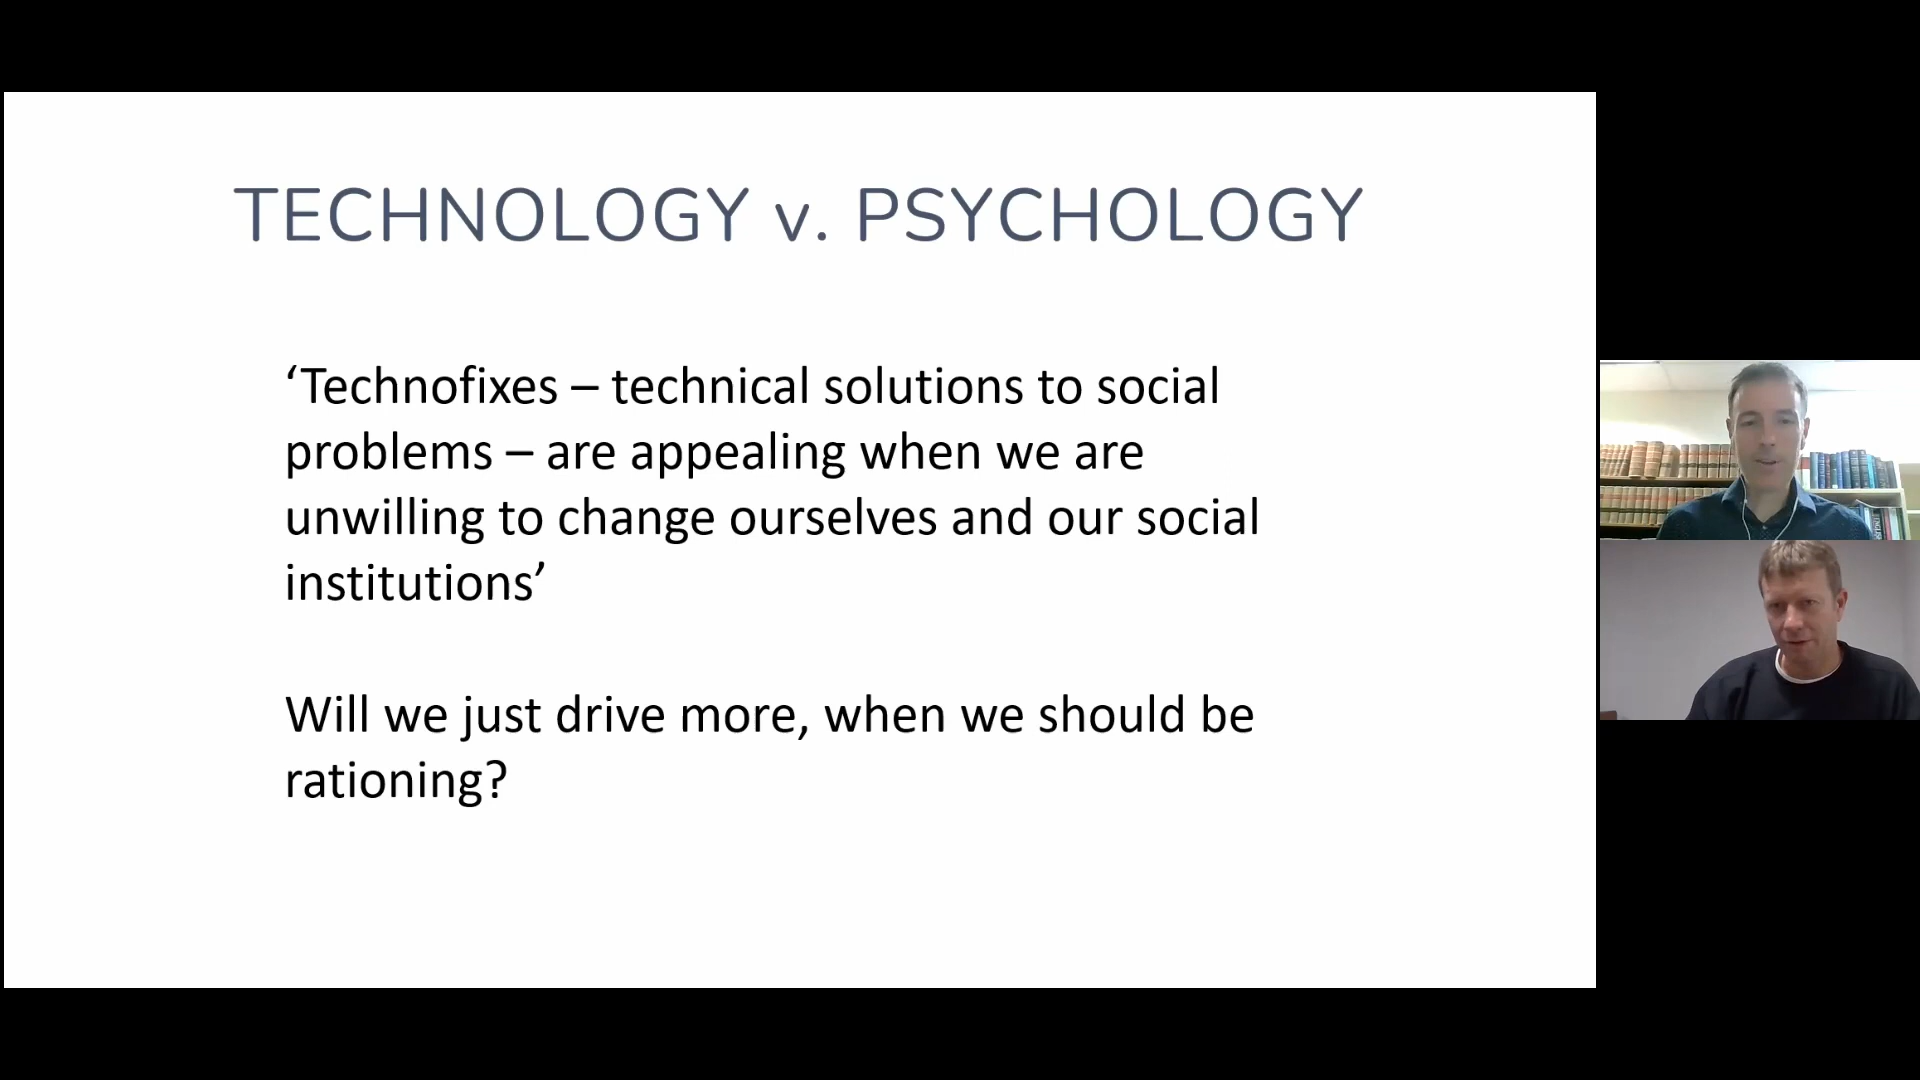 TECHNOLOGY v. PSYCHOLOGY
‘Technofixes – technical solutions to social
problems – are appealing when we are
unwilling to change ourselves and our social
institutions’
Will we just drive more, when we should be
rationing?